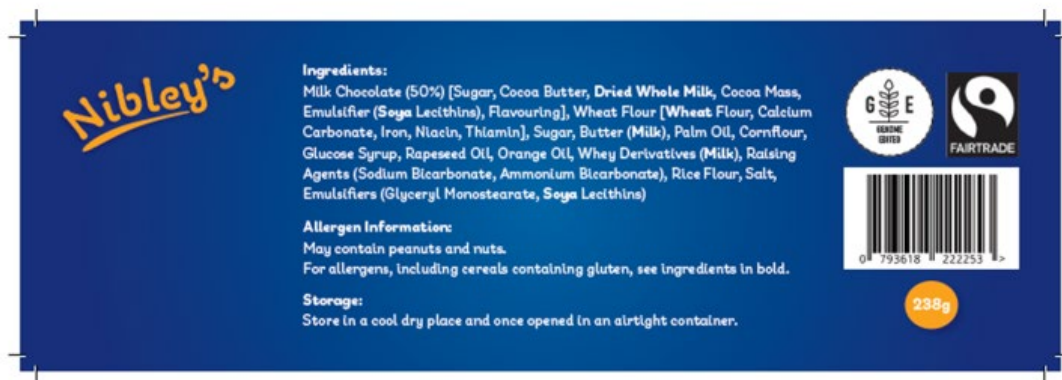 Nibley's
Ingredients:
Milk Chocolate (50%) [Sugar, Cocoa Butter, Dried Whole Milk, Cocoa Mass,
Emulsifier (Soya Lecithins), Flavouring], Wheat Flour [Wheat Flour, Calcium
Carbonate, Iron, Niacin, Thiamin], Sugar, Butter (Milk), Palm Oil, Cornflour,
Glucose Syrup, Rapeseed Oil, Orange Oil, Whey Derivatives (Milk), Raising
Agents (Sodium Bicarbonate, Ammonium Bicarbonate), Rice Flour, Salt,
Emulsifiers (Glyceryl Monostearate, Soya Lecithins)
Allergen Information:
May contain peanuts and nuts.
For allergens, including cereals containing gluten, see ingredients in bold.
Storage:
Store in a cool dry place and once opened in an airtight container.
G E
GENOME
EDITED
FAIRTRADE
0 793618 222253 >
238g